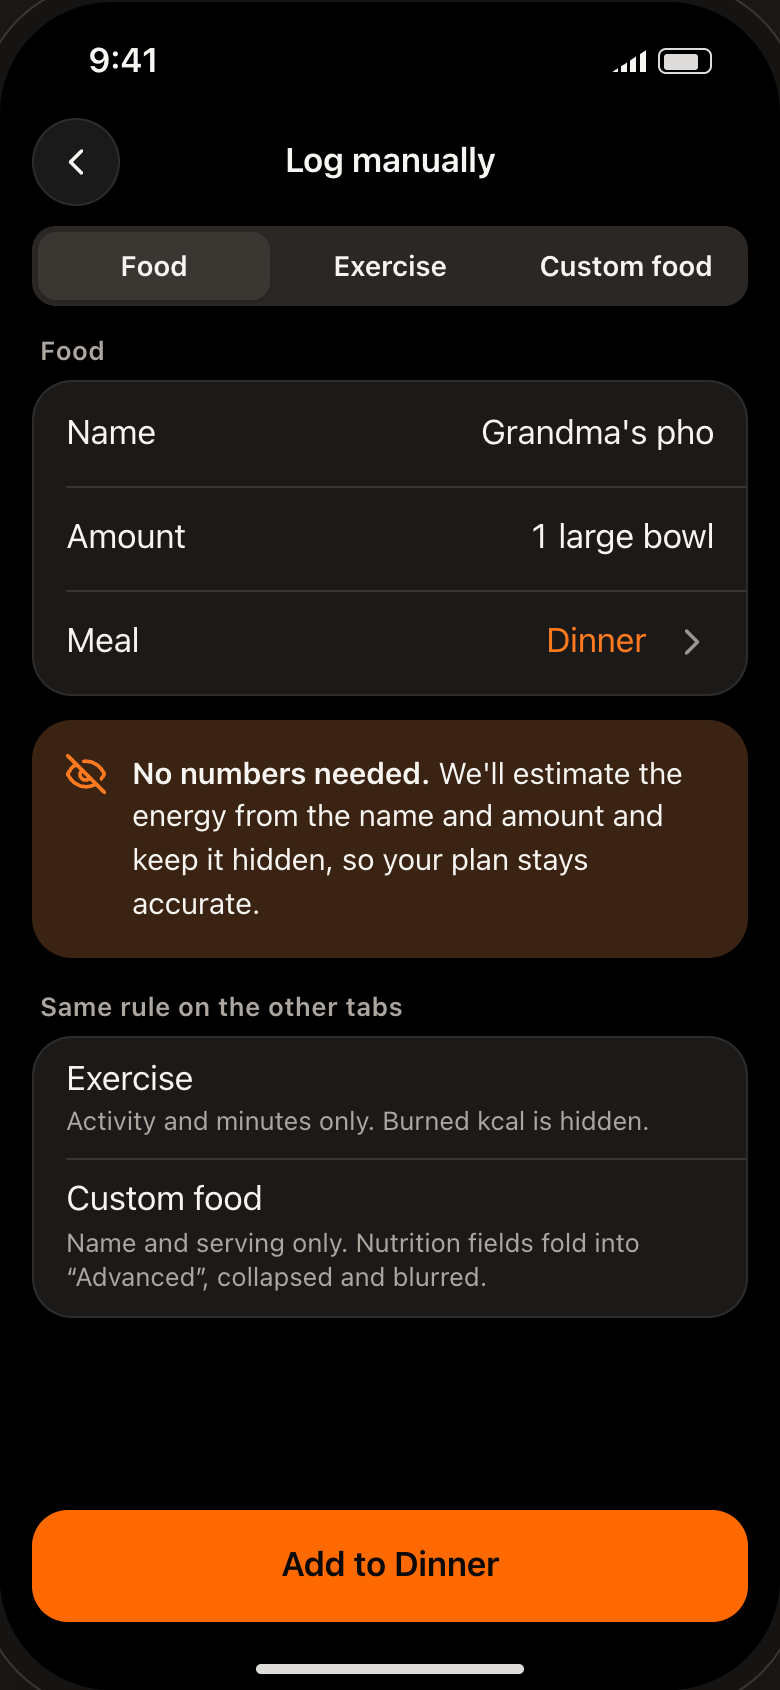 9:41
Log manually
Food
Exercise
Custom food
Food
Name
Grandma's pho
Amount
1 large bowl
Meal
Dinner
No numbers needed. We'll estimate the
energy from the name and amount and
keep it hidden, so your plan stays
accurate.
Same rule on the other tabs
Exercise
Activity and minutes only. Burned kcal is hidden.
Custom food
Name and serving only. Nutrition fields fold into
“Advanced”, collapsed and blurred.
Add to Dinner